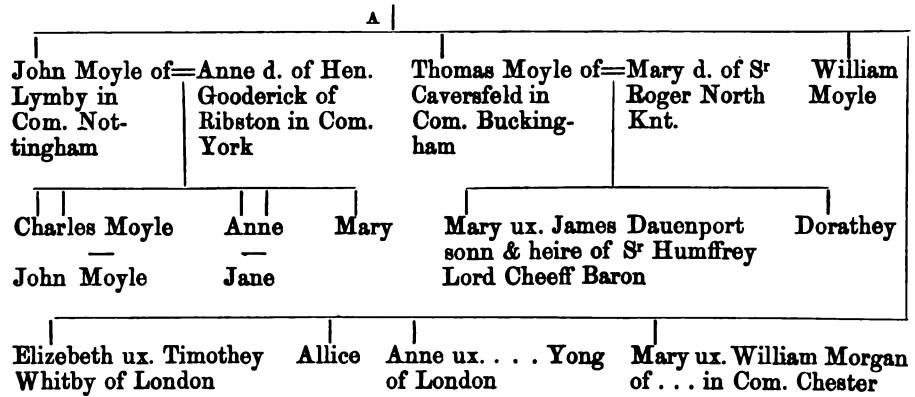 A
John Moyle of=Anne d. of Hen.
Lymby in Gooderick of
Com. Not- Ribston in Com.
tingham York
Thomas Moyle of=Mary d. of Sr
Caversfeld in Roger North
Com. Bucking- Knt.
ham
William
Moyle
Charles Moyle
—
John Moyle
Anne
—
Jane
Mary
Mary ux. James Dauenport
sonn & heire of Sr Humffrey
Lord Cheeff Baron
Dorathey
Elizebeth ux. Timothey
Whitby of London
Allice
Anne ux. . . . Yong
of London
Mary ux. William Morgan
of . . . in Com. Chester